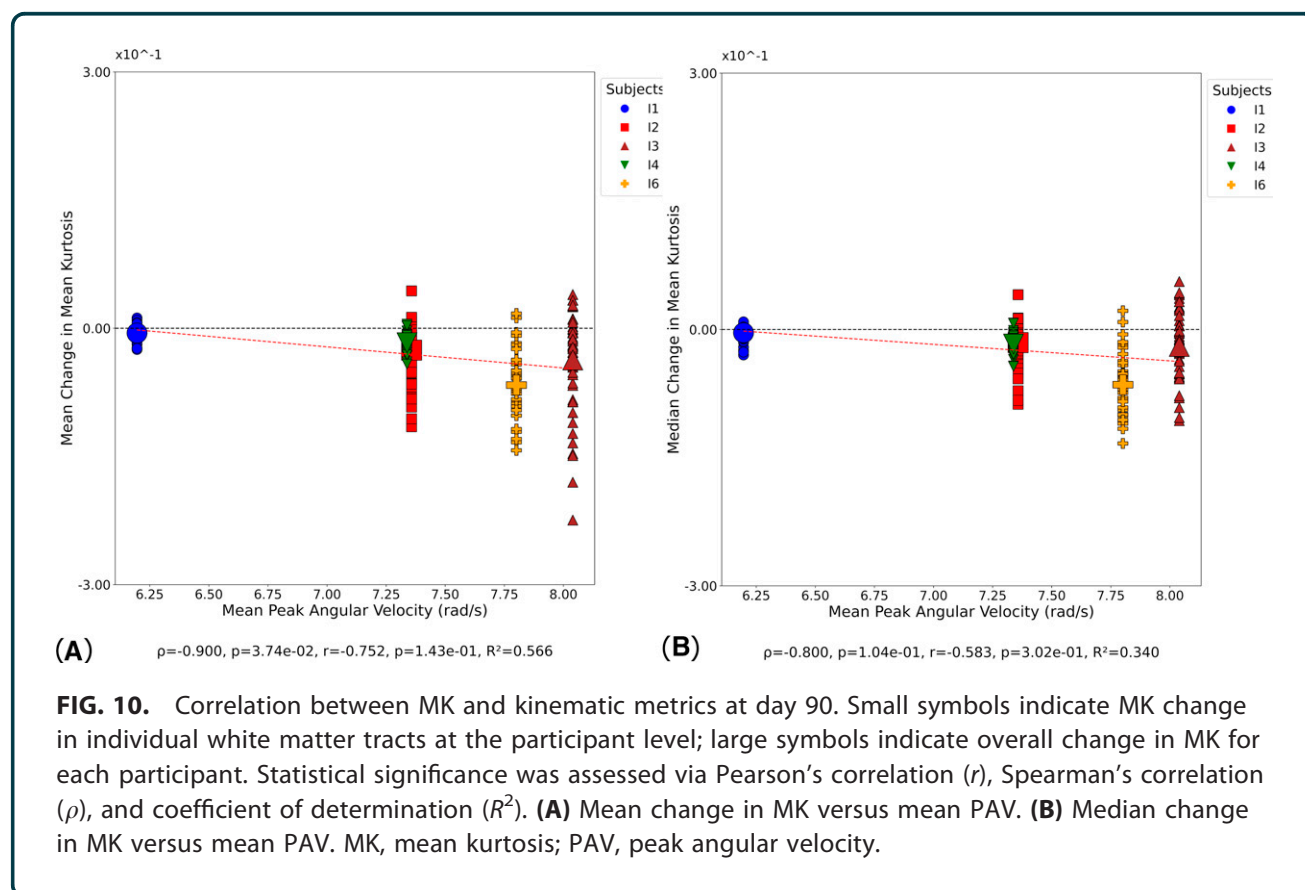 x10^-1
3.00
0.00
-3.00
Mean Change in Mean Kurtosis
6.25 6.50 6.75 7.00 7.25 7.50 7.75 8.00
Mean Peak Angular Velocity (rad/s)
Subjects
I1
I2
I3
I4
I6
(A)
ρ=-0.900, p=3.74e-02, r=-0.752, p=1.43e-01, R²=0.566
x10^-1
3.00
0.00
-3.00
Median Change in Mean Kurtosis
6.25 6.50 6.75 7.00 7.25 7.50 7.75 8.00
Mean Peak Angular Velocity (rad/s)
Subjects
I1
I2
I3
I4
I6
(B)
ρ=-0.800, p=1.04e-01, r=-0.583, p=3.02e-01, R²=0.340
FIG. 10. Correlation between MK and kinematic metrics at day 90. Small symbols indicate MK change
in individual white matter tracts at the participant level; large symbols indicate overall change in MK for
each participant. Statistical significance was assessed via Pearson’s correlation (r), Spearman’s correlation
(ρ), and coefficient of determination (R²). (A) Mean change in MK versus mean PAV. (B) Median change
in MK versus mean PAV. MK, mean kurtosis; PAV, peak angular velocity.